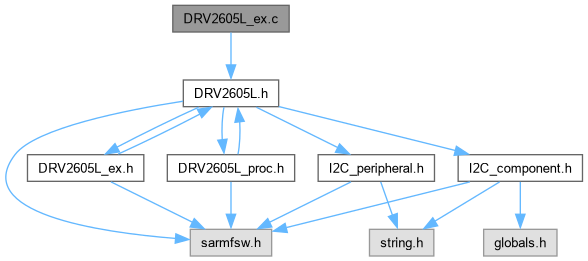 DRV2605L_ex.c
DRV2605L.h
DRV2605L_ex.h
DRV2605L_proc.h
I2C_peripheral.h
I2C_component.h
sarmfsw.h
string.h
globals.h